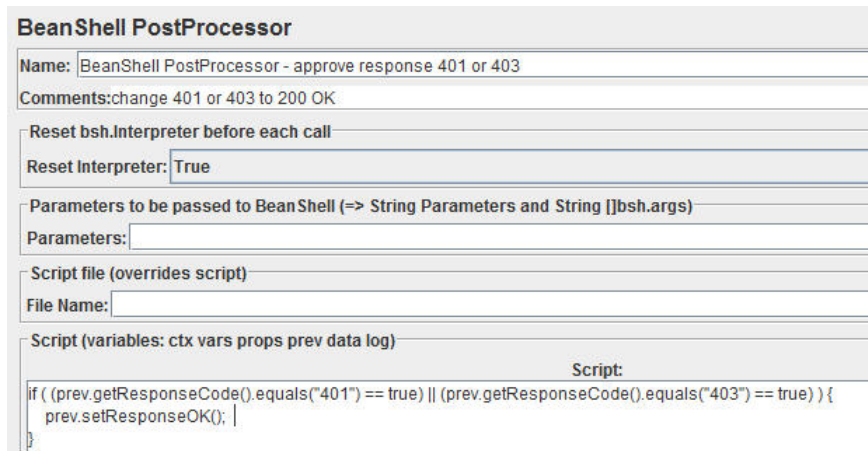 BeanShell PostProcessor
Name: BeanShell PostProcessor - approve response 401 or 403
Comments:change 401 or 403 to 200 OK
Reset bsh.Interpreter before each call
Reset Interpreter: True
Parameters to be passed to BeanShell (=> String Parameters and String []bsh.args)
Parameters:
Script file (overrides script)
File Name:
Script (variables: ctx vars props prev data log)
Script:
if ( (prev.getResponseCode().equals("401") == true) || (prev.getResponseCode().equals("403") == true) ) {
prev.setResponseOK();
}